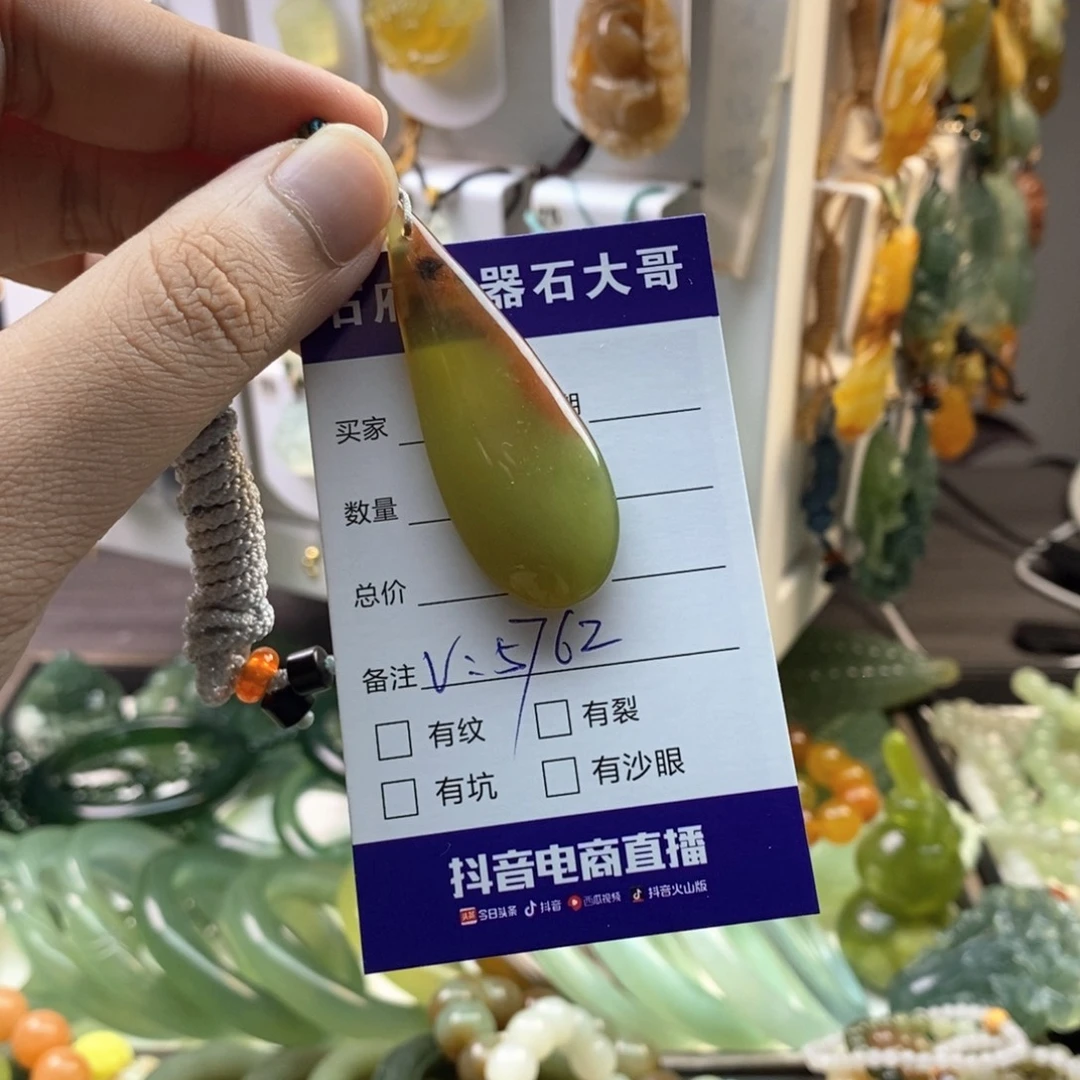 器石大哥
买家
数量
总价
备注 V:5762
有纹 有裂
有坑 有沙眼
抖音电商直播
头条 今日头条 抖音 西瓜视频 抖音火山版